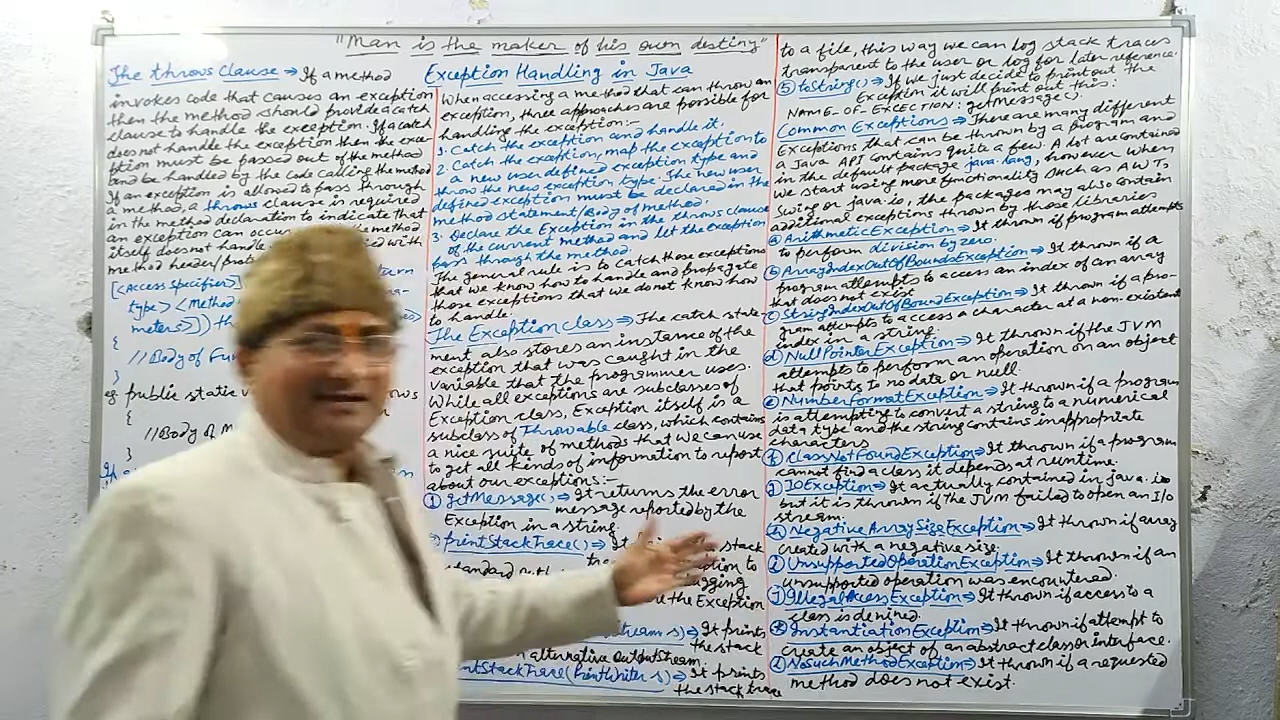 "Man is the maker of his own destiny"
The throws clause → If a method
invokes code that causes an exception
then the method should provide a catch
clause to handle the exception. If a catch
does not handle the exception then the exce
ption must be passed out of the method
and be handled by the code calling the method
If an exception is allowed to pass through
a method, a throws clause is required
in the method declaration to indicate that
an exception can occur the method
itself does not handle with
method header/
[<Access specifier>]
type> <Method
meters>])
{
//Body of
}
eg public static
{
//Body of
}
Exception Handling in Java
When accessing a method that can throw an
exception, three approaches are possible for
handling the exception:-
1. Catch the exception and handle it.
2. Catch the exception, map the exception to
a new user defined exception type and
throw the new exception type. The new user
defined exception must be declared in the
method statement/Body of method.
3. Declare the Exception in the throws clause
of the current method and let the exception
pass through the method.
The general rule is to catch those exceptions
that we know how to handle and propagate
those exceptions that we do not know how
to handle.
The Exception class → The catch state-
ment also stores an instance of the
exception that was caught in the
variable that the programmer uses.
While all exceptions are subclasses of
Exception class, Exception itself is a
subclass of Throwable class, which contains
a nice suite of methods that we can use
to get all kinds of information to report
about our exceptions:-
① getMessage() → It returns the error
message reported by the
Exception in a string.
printStackTrace() → It stack
standard
the Exception
s) → It prints
the stack
alternative OutputStream
(PrintWriter s) → It prints
the stack trace
to a file, this way we can log stack traces
transparent to the user or log for later reference.
⑤ toString() → If we just decide to print out the
Exception it will print out this:
NAME-OF-EXECTION: getMessage().
Common Exceptions → There are many different
Exceptions that can be thrown by a program and
a Java API contains quite a few. A lot are contained
in the default package java.lang, however when
we start using more functionality such as AWT,
Swing or java.io, the packages may also contain
additional exceptions thrown by those libraries
ⓐ ArithmeticException → It thrown if program attempts
to perform division by zero.
ⓑ ArrayIndexOutOfBoundsException → It thrown if a
program attempts to access an index of an array
that does not exist
ⓒ StringIndexOutOfBoundException → It thrown if a pro-
gram attempts to access a character at a non-existent
index in a string.
ⓓ NullPointerException → It thrown if the JVM
attempts to perform an operation on an object
that points to no data or null.
ⓔ NumberFormatException → It thrown if a program
is attempting to convert a string to a numerical
data type and the string contains inappropriate
characters
ⓕ ClassNotFoundException → It thrown if a program
cannot find a class it depends at runtime.
ⓖ IOException → It actually contained in java.io
but it is thrown if the JVM failed to open an I/O
stream.
ⓗ NegativeArraySizeException → It thrown if array
created with a negative size.
ⓘ UnsupportedOperationException → It thrown if an
unsupported operation was encountered.
ⓙ IllegalAccessException → It thrown if access to a
class is denined.
ⓚ InstantiationException → It thrown if attempt to
create an object of an abstract class or interface.
ⓛ NoSuchMethodException → It thrown if a requested
method does not exist.